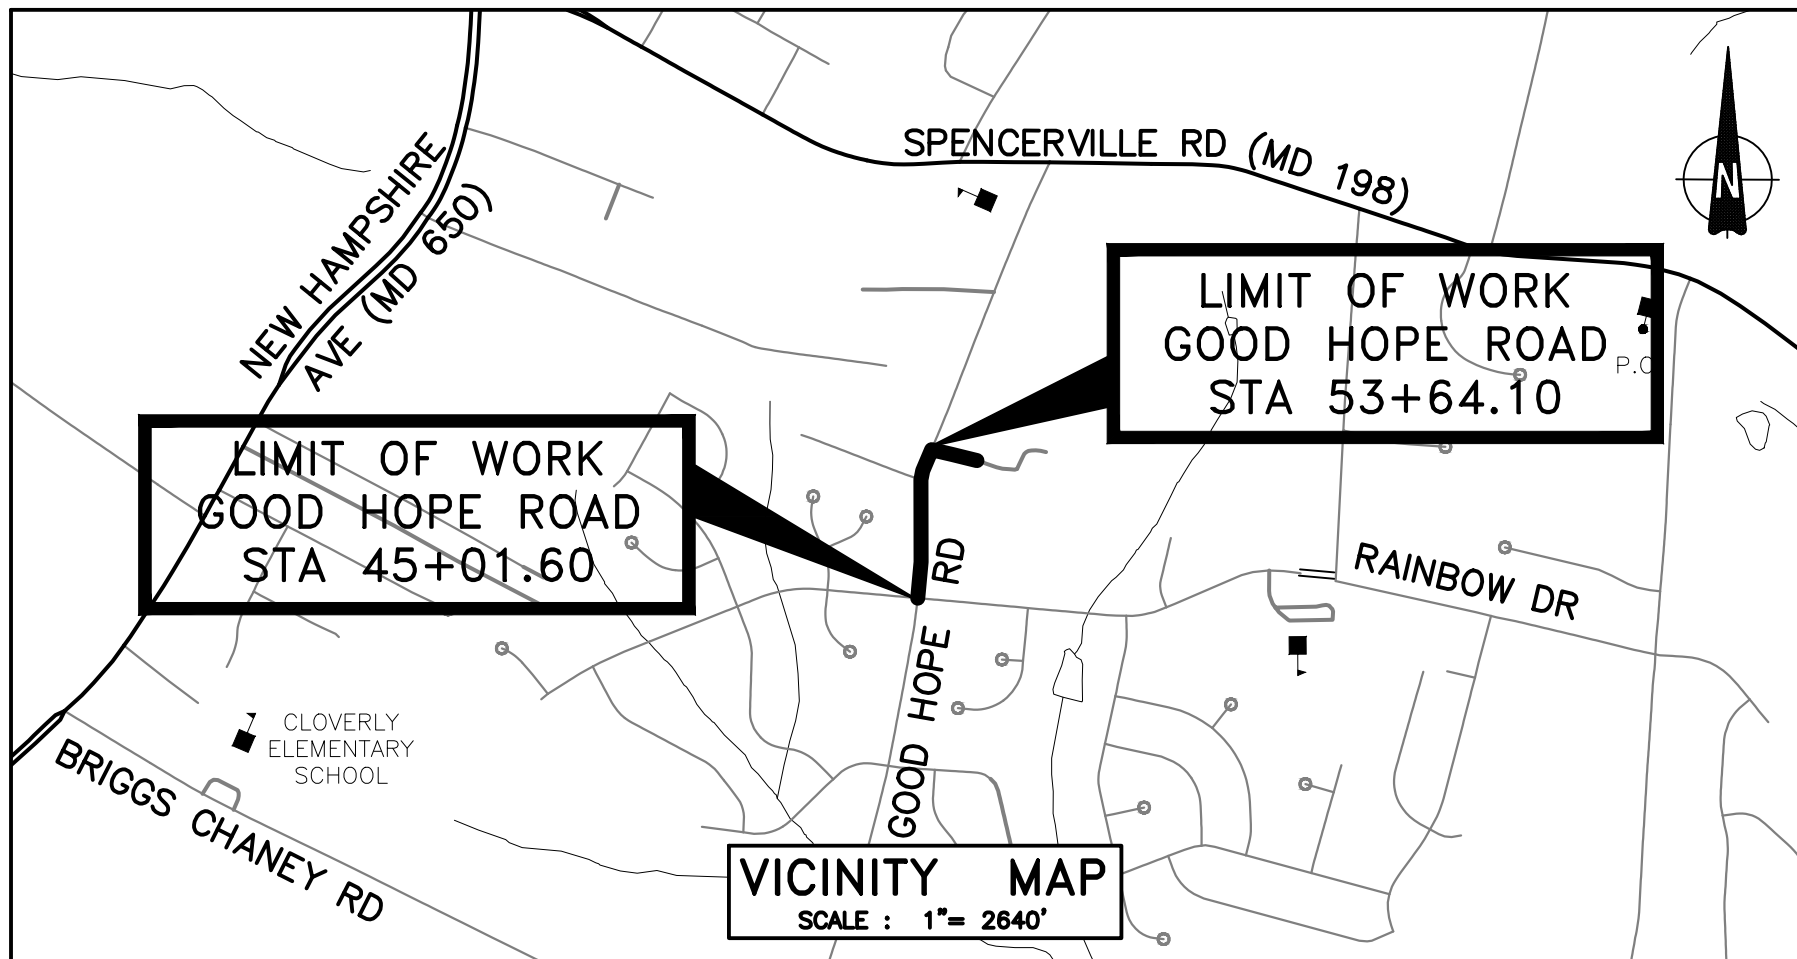 SPENCERVILLE RD (MD 198)
N
NEW HAMPSHIRE
AVE (MD 650)
LIMIT OF WORK
GOOD HOPE ROAD
STA 53+64.10
P.O
LIMIT OF WORK
GOOD HOPE ROAD
STA 45+01.60
GOOD HOPE RD
RAINBOW DR
CLOVERLY
ELEMENTARY
SCHOOL
BRIGGS CHANEY RD
VICINITY MAP
SCALE : 1"= 2640'